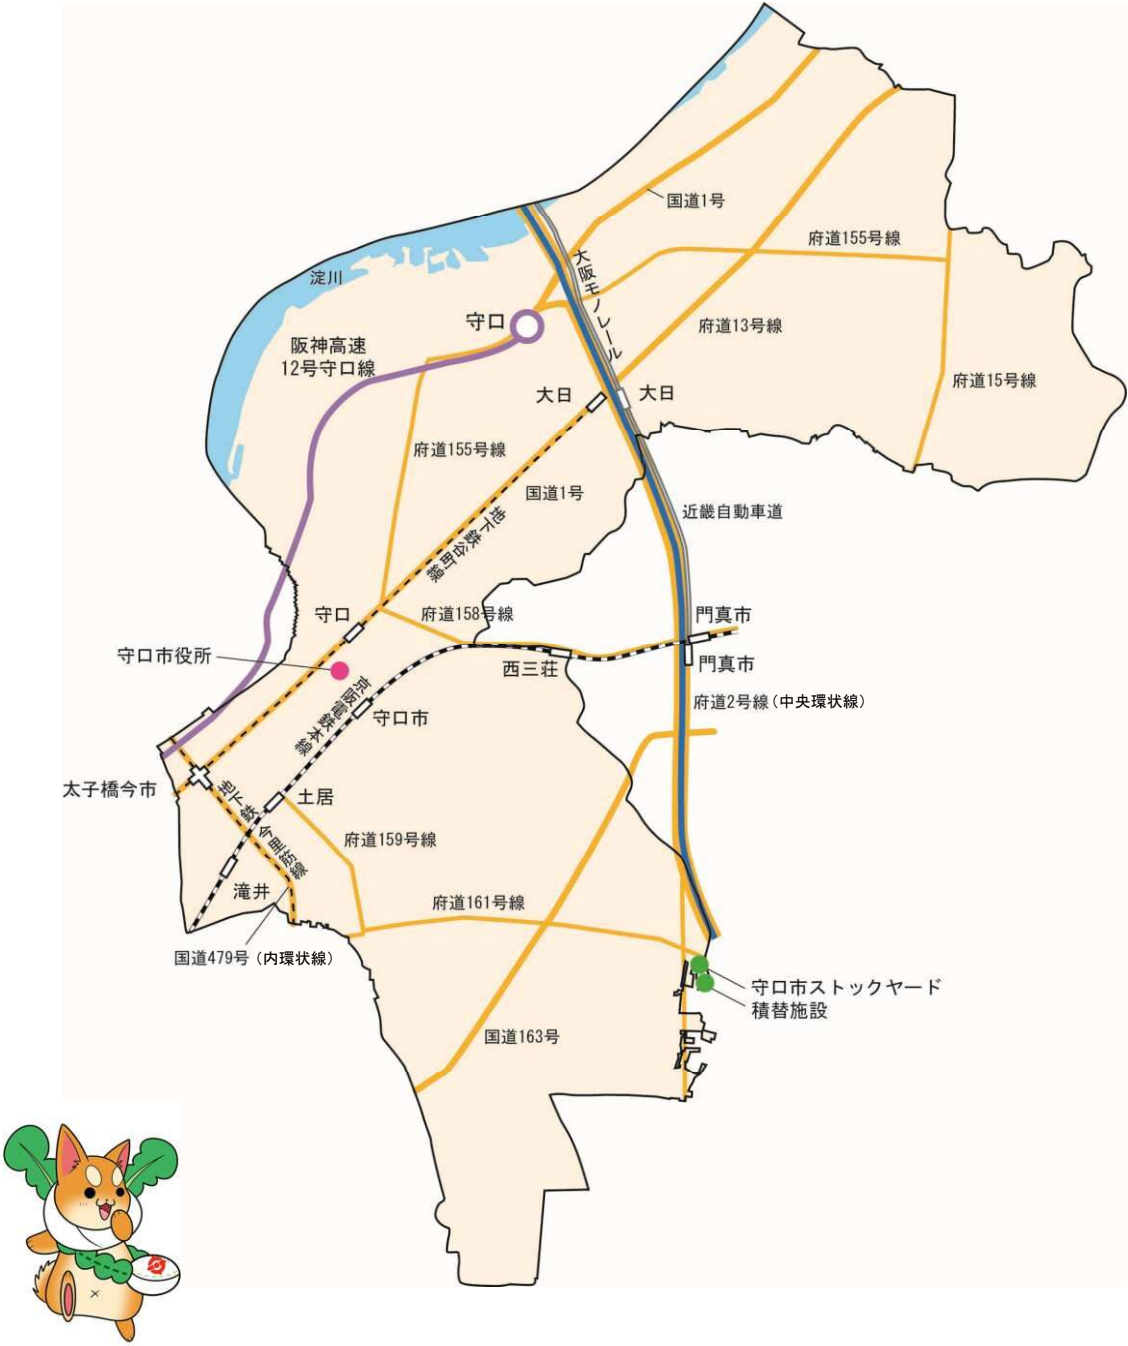 国道1号
府道155号線
淀川
大阪モノレール
守口
府道13号線
阪神高速
12号守口線
府道15号線
大日
大日
府道155号線
国道1号
近畿自動車道
地下鉄谷町線
守口
府道158号線
門真市
守口市役所
西三荘
門真市
京阪電鉄本線
守口市
府道2号線(中央環状線)
太子橋今市
地下鉄今里筋線
土居
府道159号線
滝井
府道161号線
国道479号(内環状線)
守口市ストックヤード
積替施設
国道163号